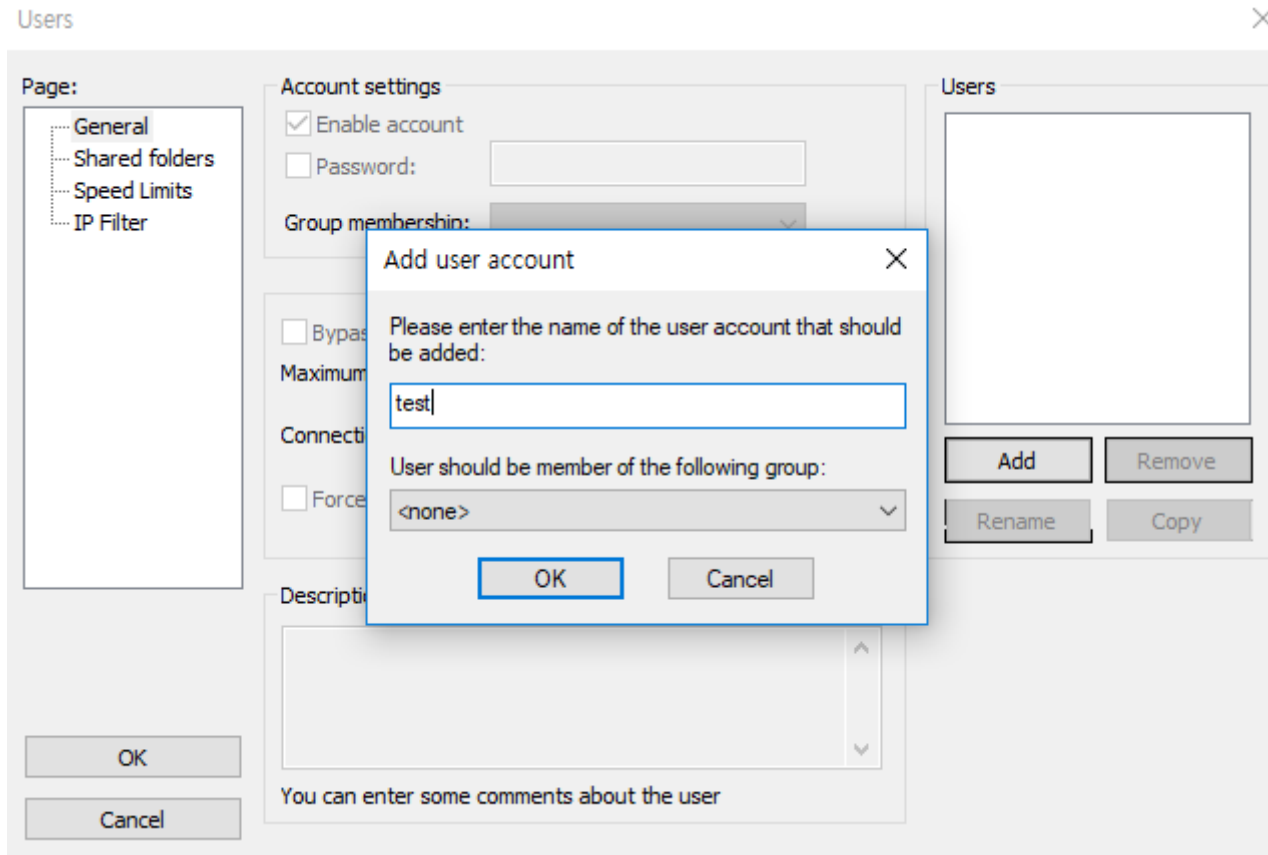 Users
Page:
General
Shared folders
Speed Limits
IP Filter
OK
Cancel
Account settings
Enable account
Password:
Group membership:
Bypas
Maximum
Connecti
Force
Descripti
You can enter some comments about the user
Add user account
Please enter the name of the user account that should
be added:
test
User should be member of the following group:
<none>
OK Cancel
Users
Add Remove
Rename Copy